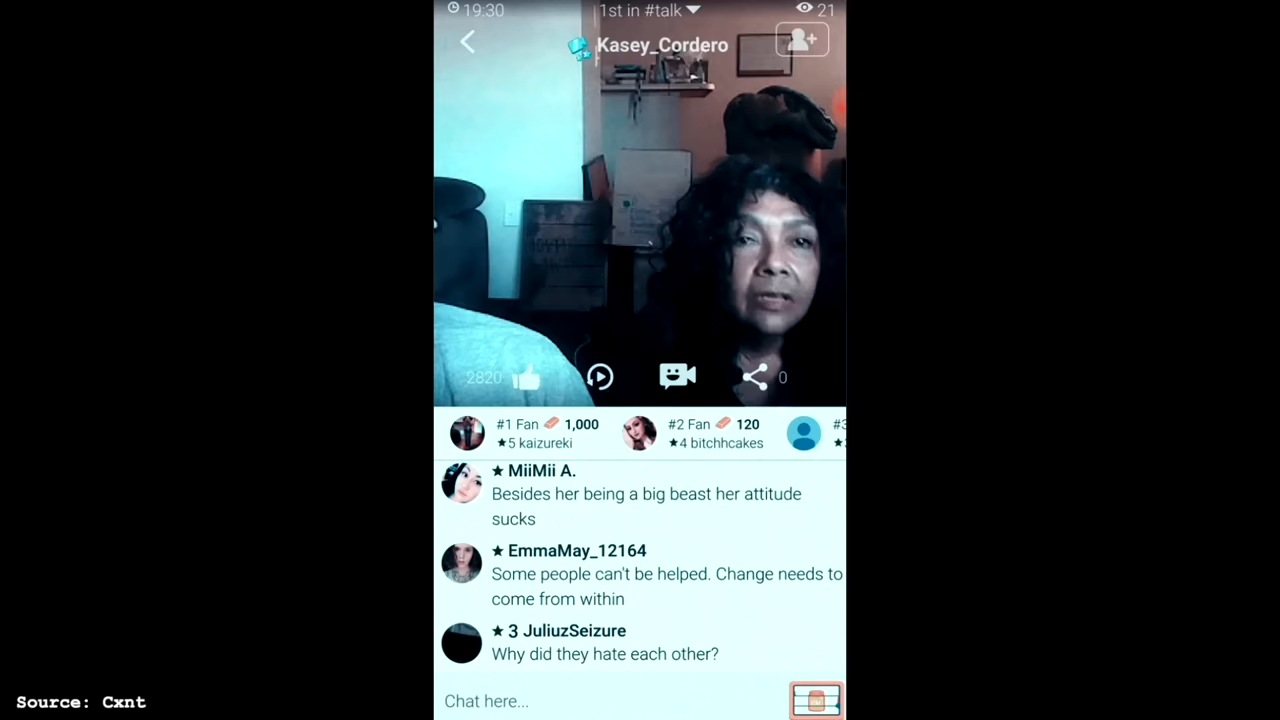 19:30
1st in #talk
21
Kasey_Cordero
2820
0
#1 Fan 1,000
★5 kaizureki
#2 Fan 120
★4 bitchhcakes
#3
★ MiiMii A.
Besides her being a big beast her attitude
sucks
★ EmmaMay_12164
Some people can't be helped. Change needs to
come from within
★ 3 JuliuzSeizure
Why did they hate each other?
Chat here...
Source: Cxnt